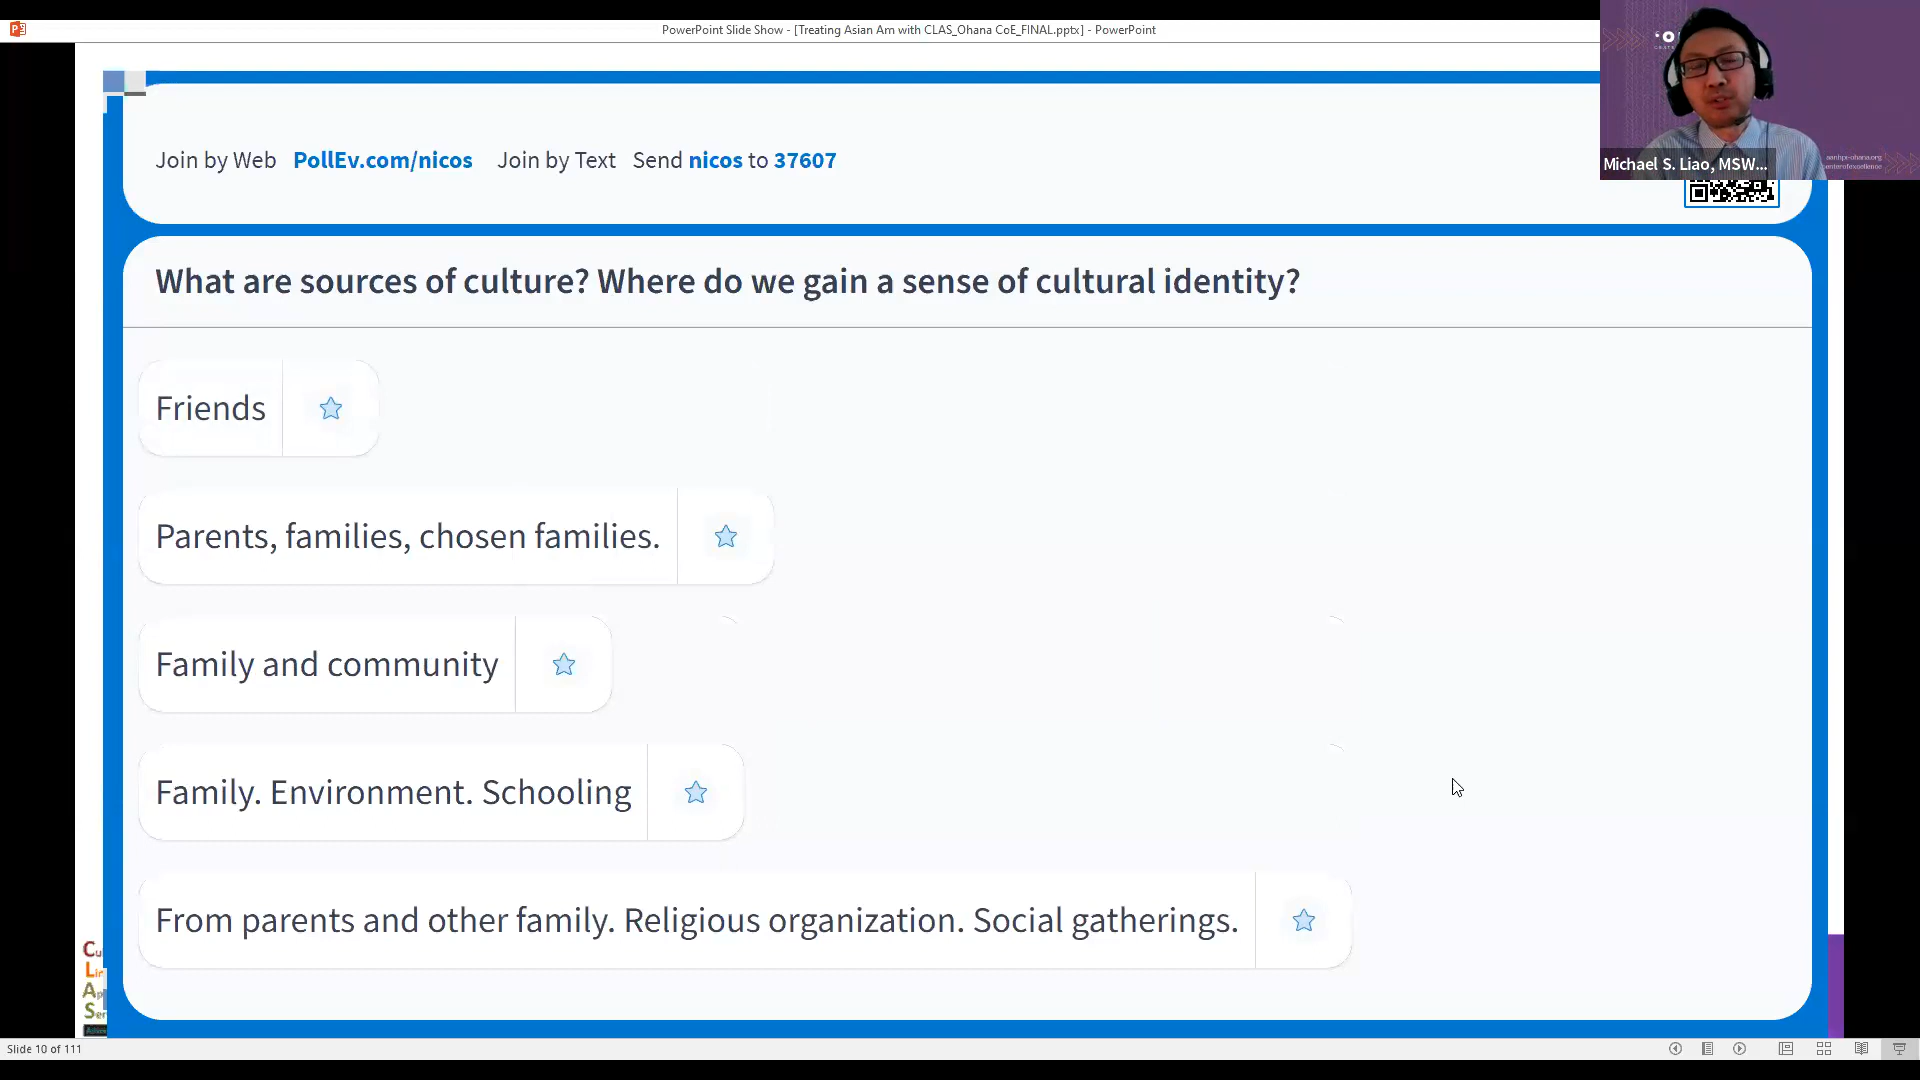 PowerPoint Slide Show - [Treating Asian Am with CLAS_Ohana CoE_FINAL.pptx] - PowerPoint
Michael S. Liao, MSW...
Join by Web PollEv.com/nicos Join by Text Send nicos to 37607
What are sources of culture? Where do we gain a sense of cultural identity?
Friends
Parents, families, chosen families.
Family and community
Family. Environment. Schooling
From parents and other family. Religious organization. Social gatherings.
Slide 10 of 111